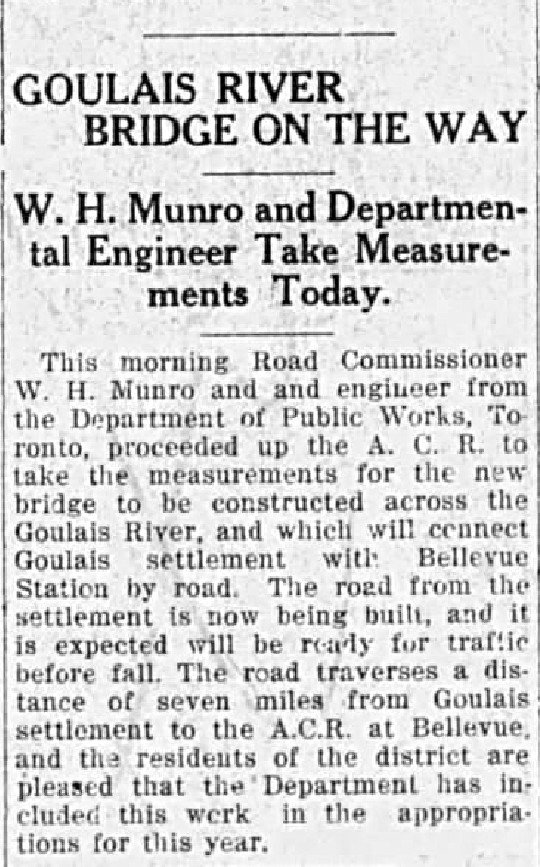 GOULAIS RIVER
BRIDGE ON THE WAY
W. H. Munro and Departmen-
tal Engineer Take Measure-
ments Today.
This morning Road Commissioner
W. H. Munro and and engineer from
the Department of Public Works, To-
ronto, proceeded up the A. C. R. to
take the measurements for the new
bridge to be constructed across the
Goulais River, and which will connect
Goulais settlement with Bellevue
Station by road. The road from the
settlement is now being built, and it
is expected will be ready for traffic
before fall. The road traverses a dis-
tance of seven miles from Goulais
settlement to the A.C.R. at Bellevue,
and the residents of the district are
pleased that the Department has in-
cluded this work in the appropria-
tions for this year.